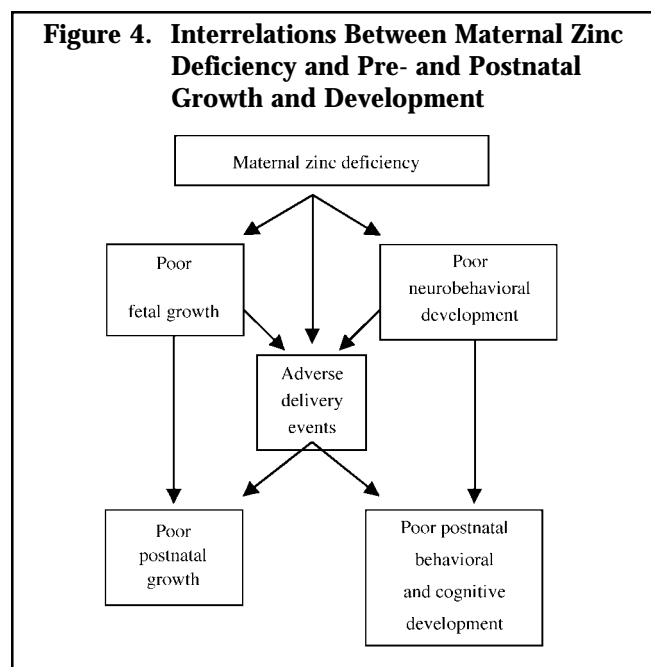 Figure 4. Interrelations Between Maternal Zinc
Deficiency and Pre- and Postnatal
Growth and Development
Maternal zinc deficiency
Poor
fetal growth
Poor
neurobehavioral
development
Adverse
delivery
events
Poor
postnatal
growth
Poor postnatal
behavioral
and cognitive
development